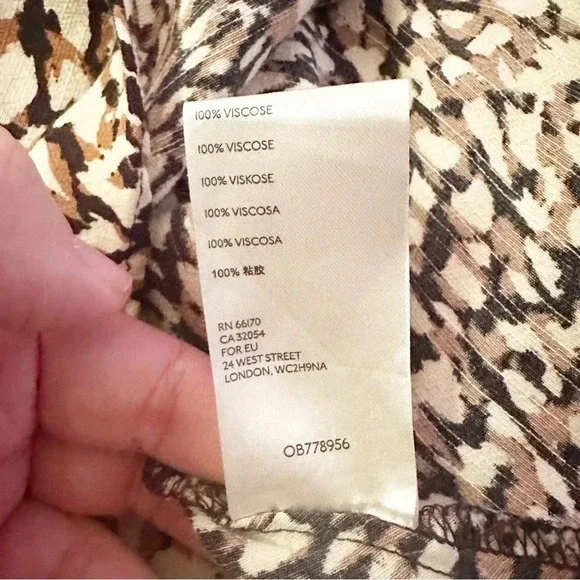 100% VISCOSE
100% VISCOSE
100% VISKOSE
100% VISCOSA
100% VISCOSA
100% 粘胶
RN 66170
CA 32054
FOR EU
24 WEST STREET
LONDON, WC2H9NA
OB778956